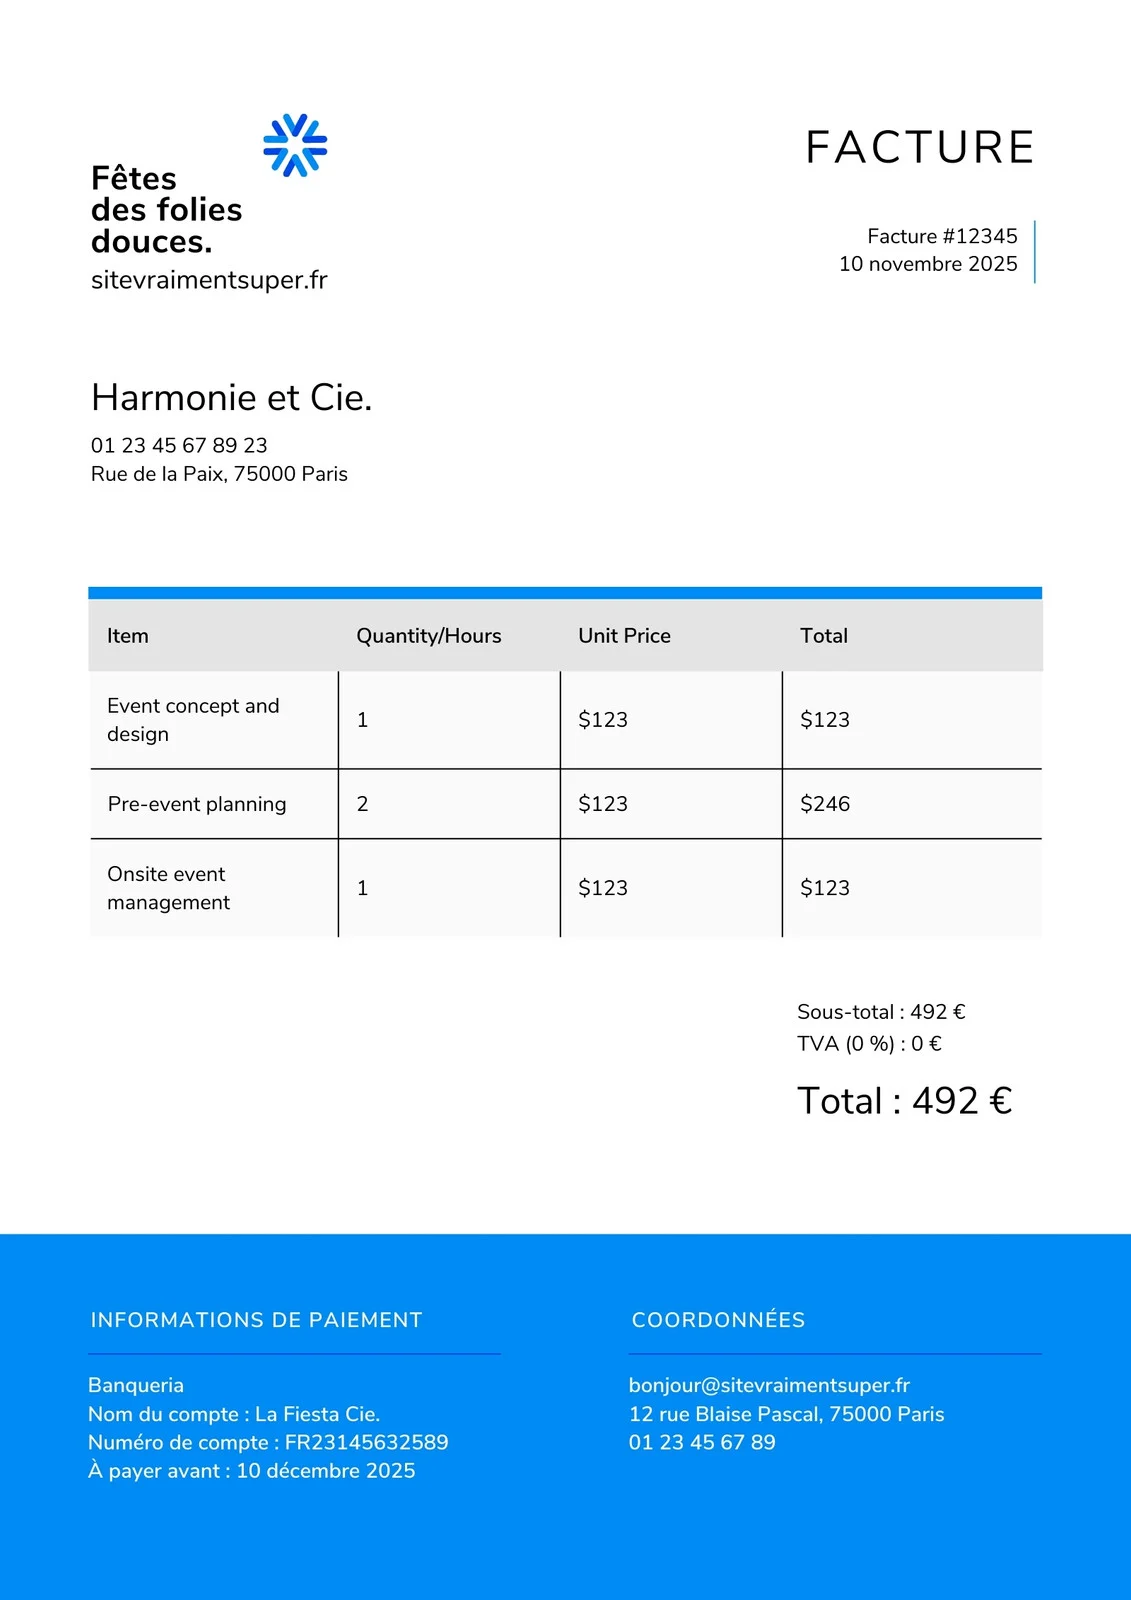 Fêtes
des folies
douces.
sitevraimentsuper.fr
FACTURE
Facture #12345
10 novembre 2025
Harmonie et Cie.
01 23 45 67 89 23
Rue de la Paix, 75000 Paris
Item Quantity/Hours Unit Price Total
Event concept and
design
1 $123 $123
Pre-event planning 2 $123 $246
Onsite event
management
1 $123 $123
Sous-total : 492 €
TVA (0 %) : 0 €
Total : 492 €
INFORMATIONS DE PAIEMENT
Banqueria
Nom du compte : La Fiesta Cie.
Numéro de compte : FR23145632589
À payer avant : 10 décembre 2025
COORDONNÉES
bonjour@sitevraimentsuper.fr
12 rue Blaise Pascal, 75000 Paris
01 23 45 67 89